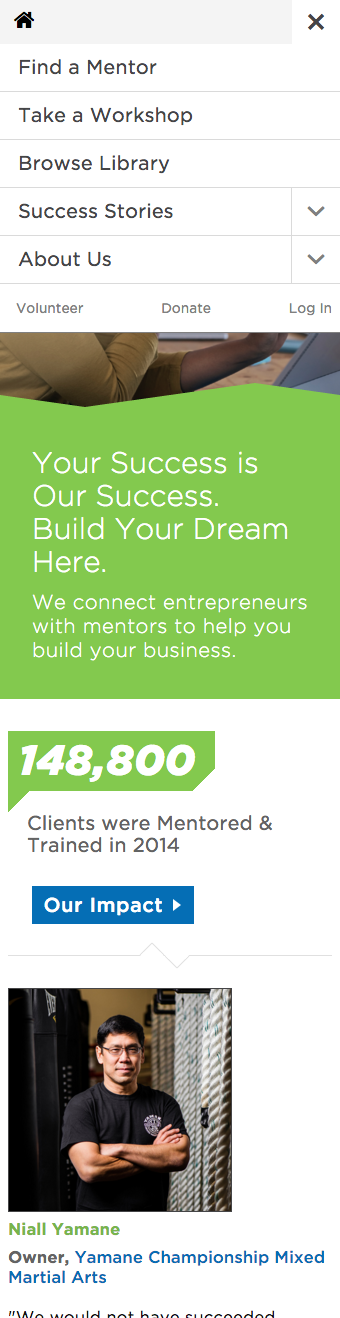 Find a Mentor
Take a Workshop
Browse Library
Success Stories
About Us
Volunteer Donate Log In
Your Success is
Our Success.
Build Your Dream
Here.
We connect entrepreneurs
with mentors to help you
build your business.
148,800
Clients were Mentored &
Trained in 2014
Our Impact
Niall Yamane
Owner, Yamane Championship Mixed
Martial Arts
"We would not have succeeded